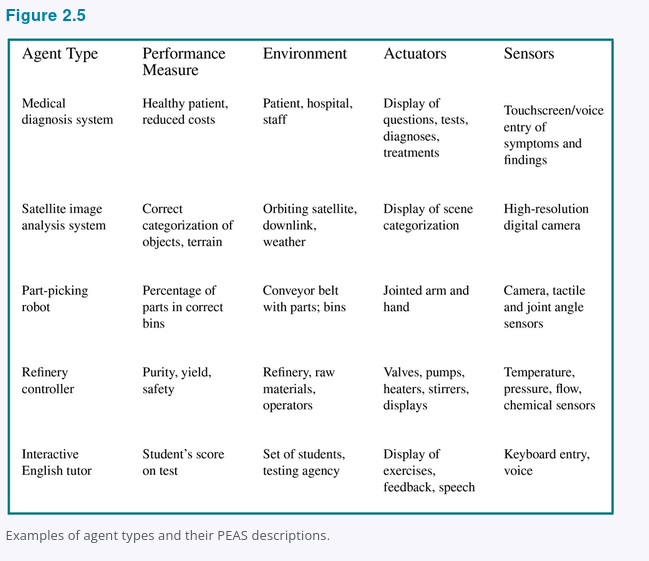 Figure 2.5
Agent Type Performance Measure Environment Actuators Sensors
Medical diagnosis system
Healthy patient, reduced costs
Patient, hospital, staff
Display of questions, tests, diagnoses, treatments
Touchscreen/voice entry of symptoms and findings
Satellite image analysis system
Correct categorization of objects, terrain
Orbiting satellite, downlink, weather
Display of scene categorization
High-resolution digital camera
Part-picking robot
Percentage of parts in correct bins
Conveyor belt with parts; bins
Jointed arm and hand
Camera, tactile and joint angle sensors
Refinery controller
Purity, yield, safety
Refinery, raw materials, operators
Valves, pumps, heaters, stirrers, displays
Temperature, pressure, flow, chemical sensors
Interactive English tutor
Student’s score on test
Set of students, testing agency
Display of exercises, feedback, speech
Keyboard entry, voice
Examples of agent types and their PEAS descriptions.